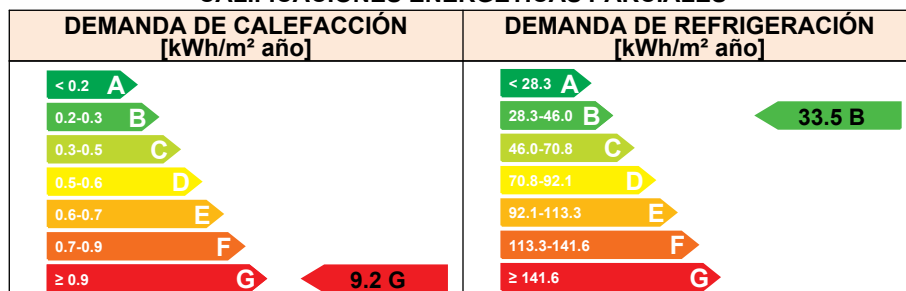 CALIFICACIONES ENERGÉTICAS PARCIALES
DEMANDA DE CALEFACCIÓN
[kWh/m² año]
DEMANDA DE REFRIGERACIÓN
[kWh/m² año]
< 0.2 A
0.2-0.3 B
0.3-0.5 C
0.5-0.6 D
0.6-0.7 E
0.7-0.9 F
≥ 0.9 G
9.2 G
< 28.3 A
28.3-46.0 B
33.5 B
46.0-70.8 C
70.8-92.1 D
92.1-113.3 E
113.3-141.6 F
≥ 141.6 G